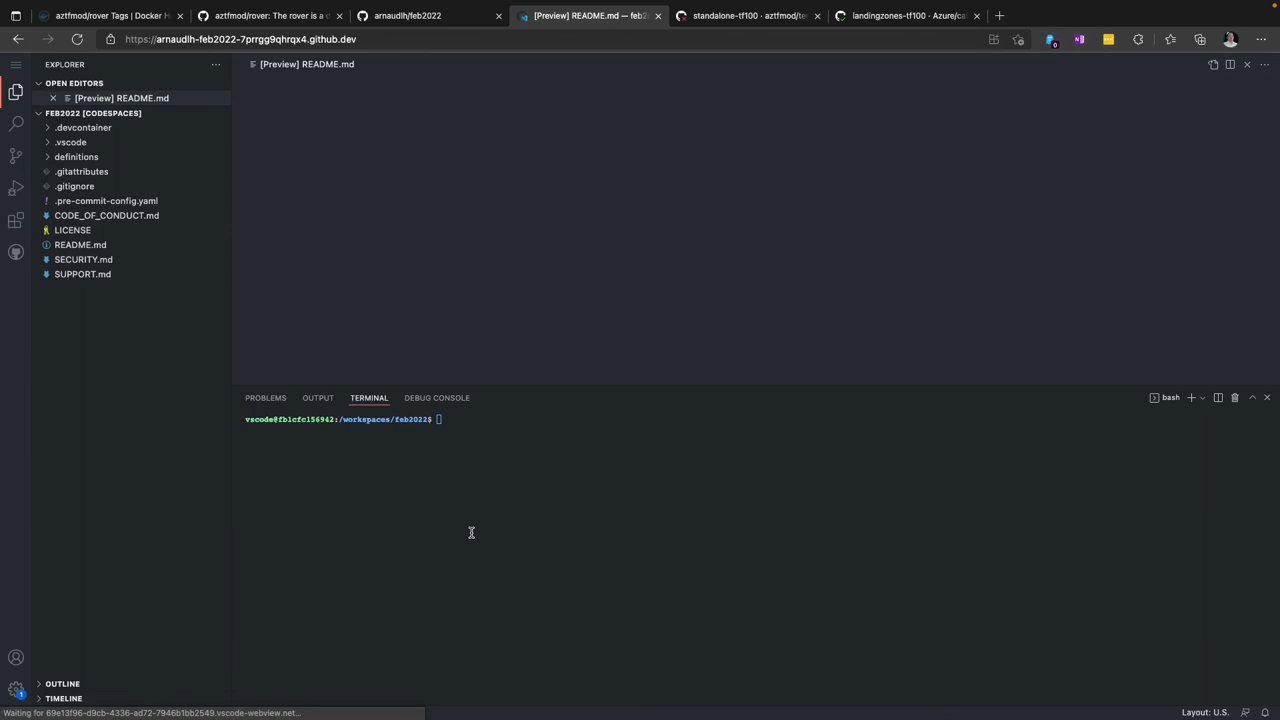 aztfmod/rover Tags | Docker H
aztfmod/rover: The rover is a d
arnaudlh/feb2022
[Preview] README.md — feb2
standalone-tf100 · aztfmod/te
landingzones-tf100 · Azure/ca
https://arnaudlh-feb2022-7prrgg9qhrqx4.github.dev
0
EXPLORER
[Preview] README.md
OPEN EDITORS
[Preview] README.md
FEB2022 [CODESPACES]
.devcontainer
.vscode
definitions
.gitattributes
.gitignore
.pre-commit-config.yaml
CODE_OF_CONDUCT.md
LICENSE
README.md
SECURITY.md
SUPPORT.md
PROBLEMS OUTPUT TERMINAL DEBUG CONSOLE
bash
vscode@fb1cfc156942:/workspaces/feb2022$
OUTLINE
1
TIMELINE
Waiting for 69e13f96-d9cb-4336-ad72-7946b1bb2549.vscode-webview.net...
Layout: U.S.